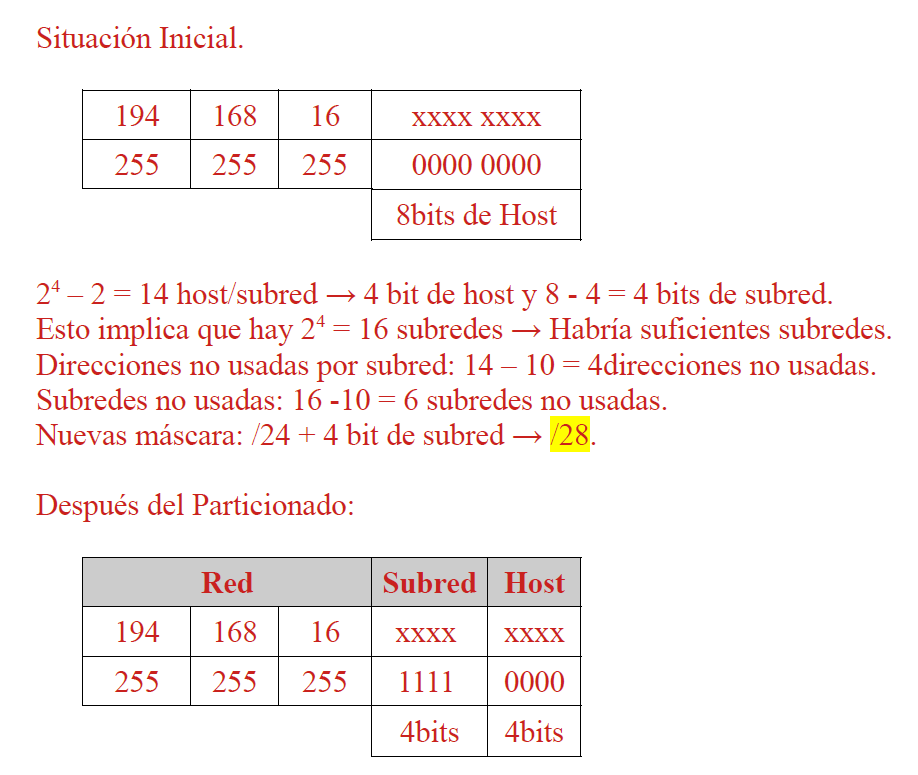 Situación Inicial.
194 168 16 xxxx xxxx
255 255 255 0000 0000
8bits de Host
2⁴ – 2 = 14 host/subred → 4 bit de host y 8 - 4 = 4 bits de subred.
Esto implica que hay 2⁴ = 16 subredes → Habría suficientes subredes.
Direcciones no usadas por subred: 14 – 10 = 4direcciones no usadas.
Subredes no usadas: 16 -10 = 6 subredes no usadas.
Nuevas máscara: /24 + 4 bit de subred → /28.
Después del Particionado:
Red Subred Host
194 168 16 xxxx xxxx
255 255 255 1111 0000
4bits 4bits